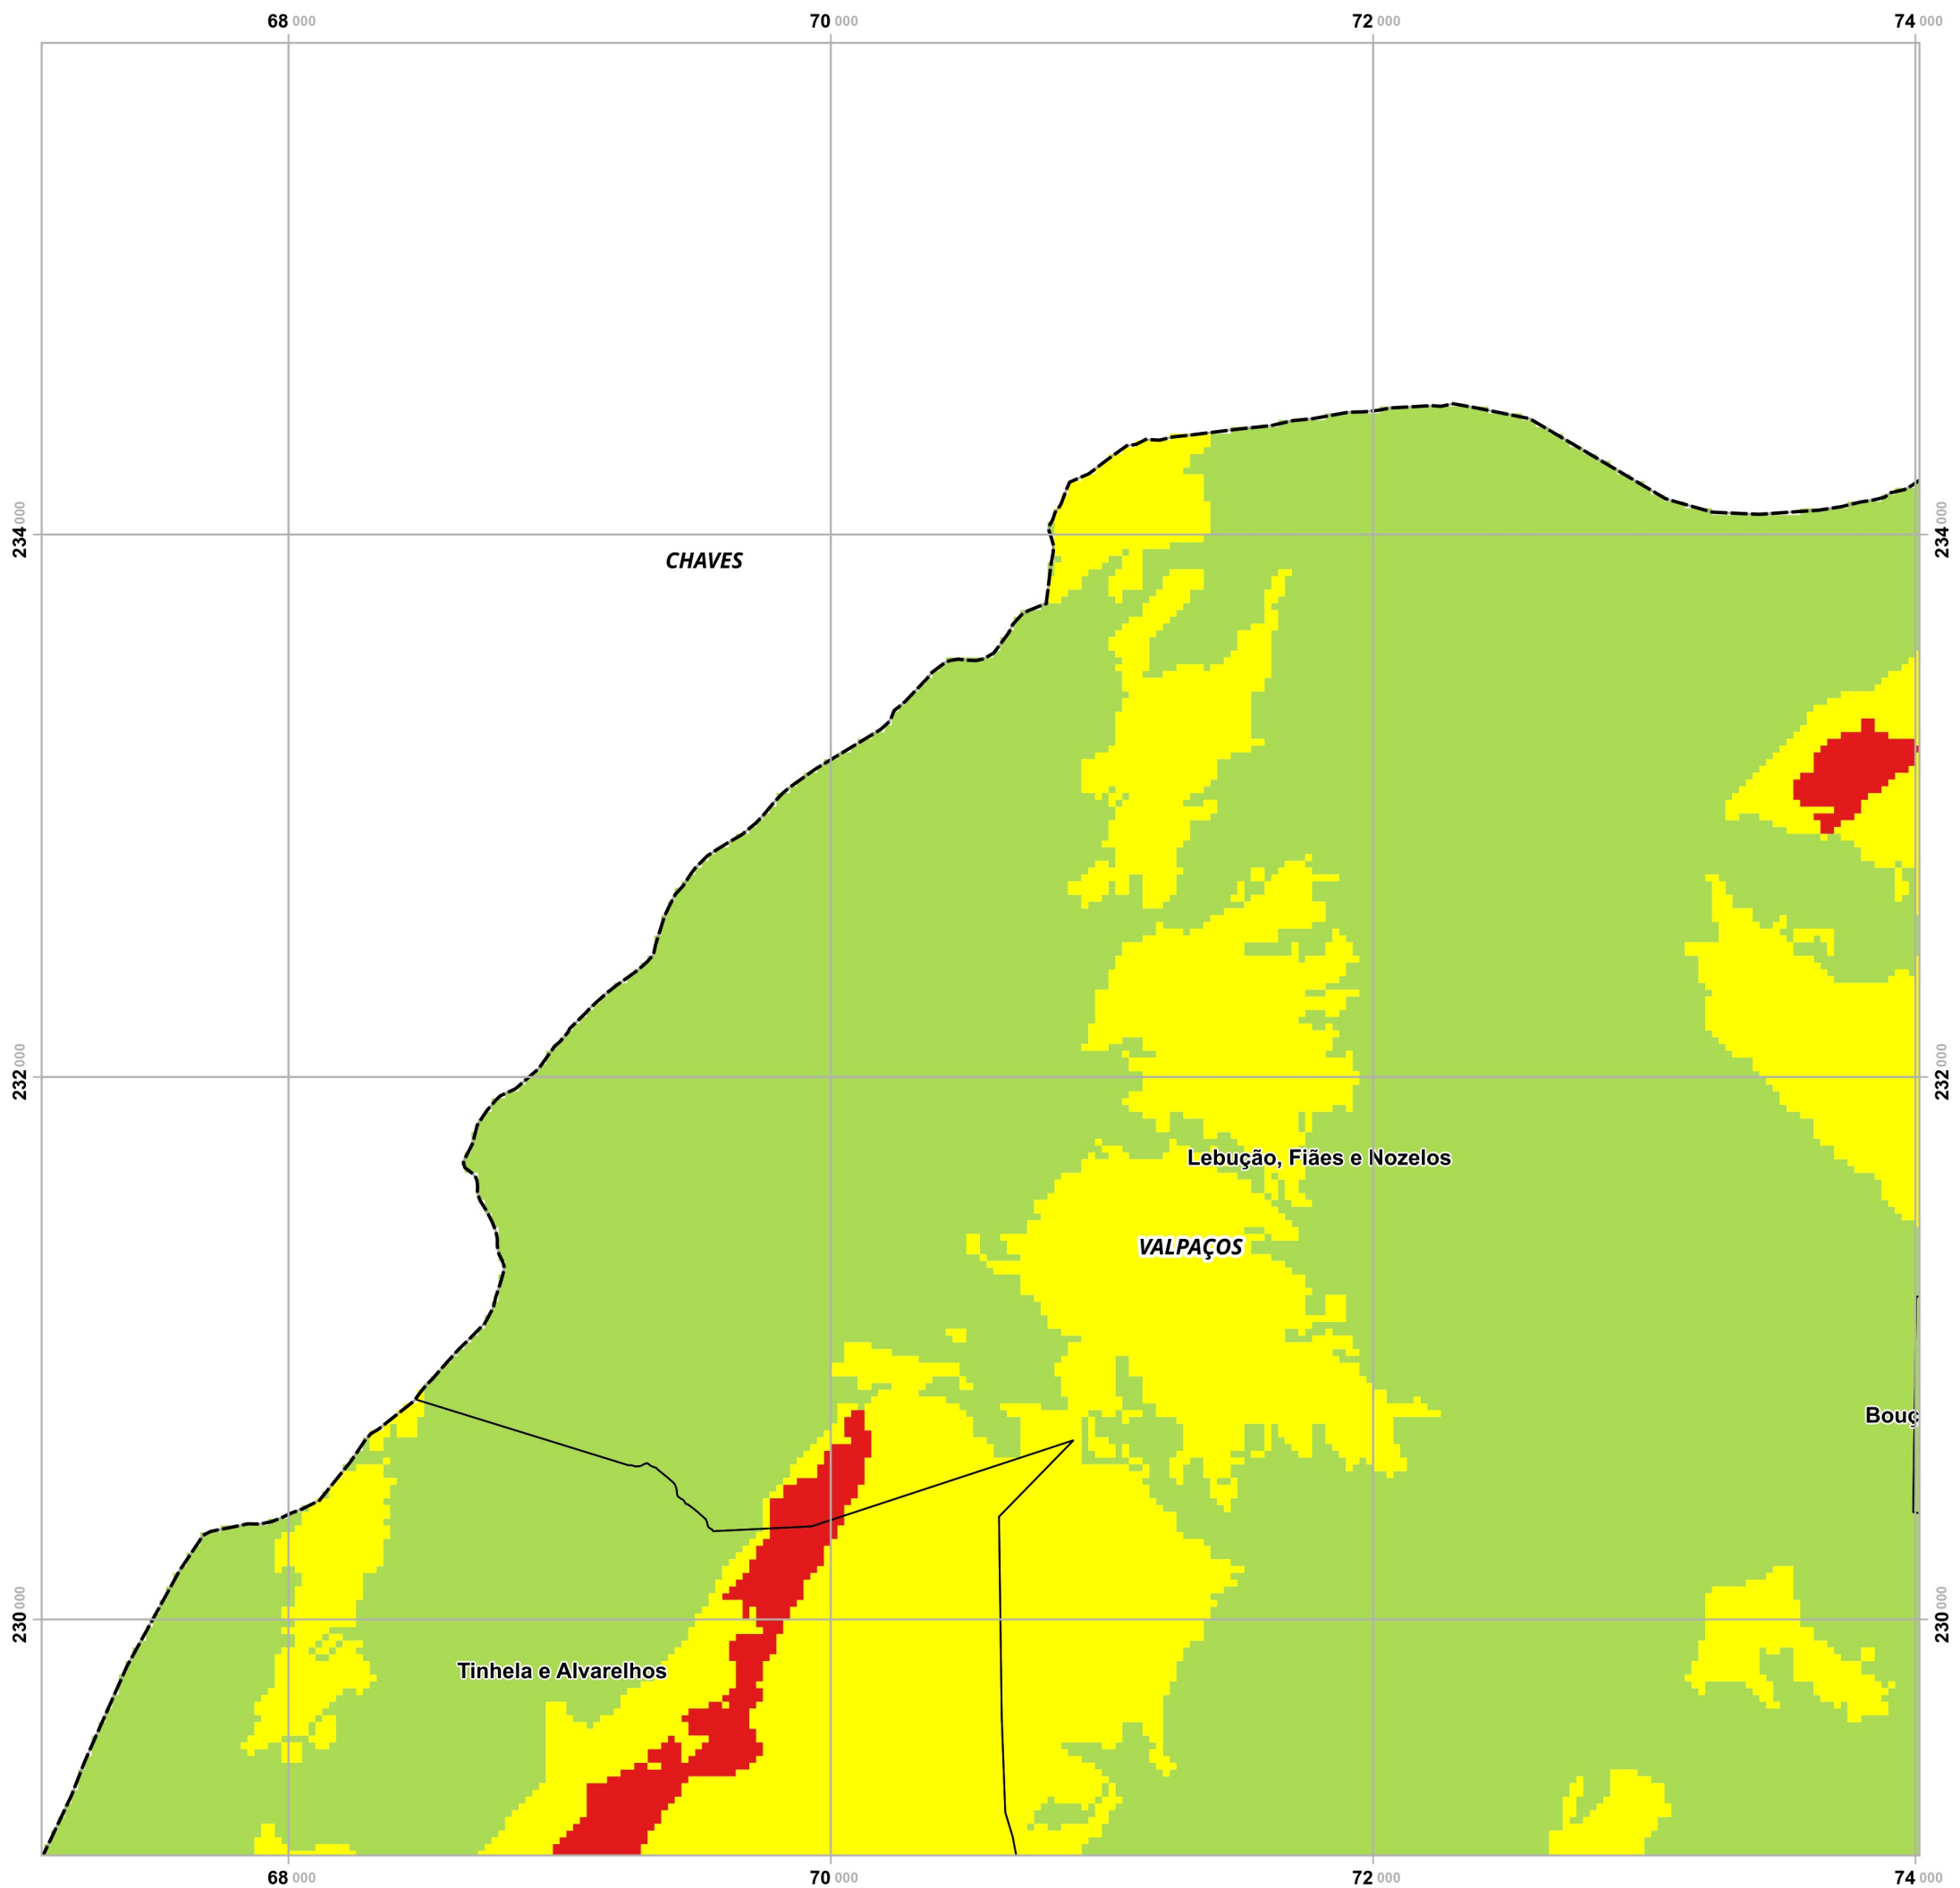 68 000 70 000 72 000 74 000
234 000 234 000
CHAVES
232 000 232 000
Lebução, Fiães e Nozelos
VALPAÇOS
Bouç
230 000 230 000
Tinhela e Alvarelhos
68 000 70 000 72 000 74 000